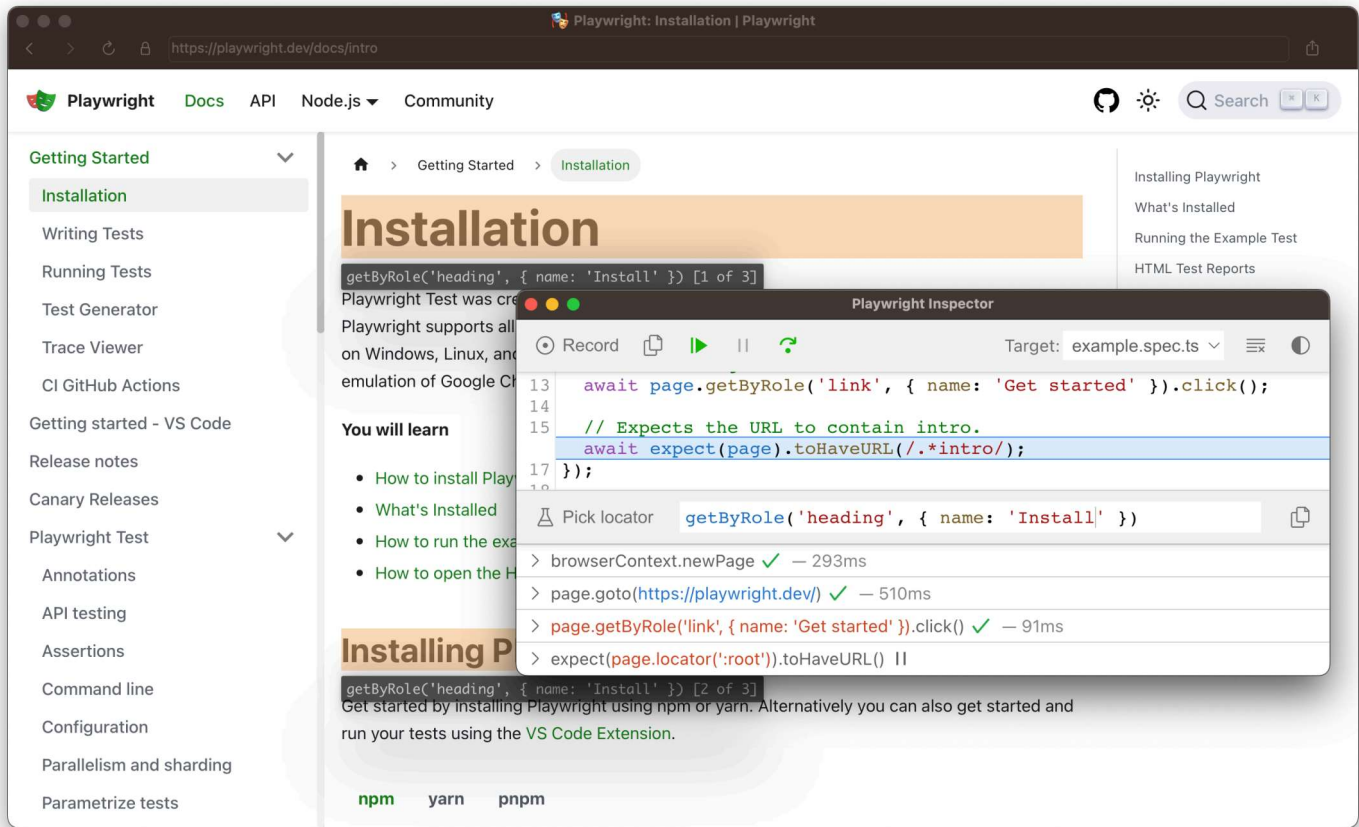 Playwright: Installation | Playwright
https://playwright.dev/docs/intro
Playwright Docs API Node.js Community Search ⌘ K
Getting Started
Installation
Writing Tests
Running Tests
Test Generator
Trace Viewer
CI GitHub Actions
Getting started - VS Code
Release notes
Canary Releases
Playwright Test
Annotations
API testing
Assertions
Command line
Configuration
Parallelism and sharding
Parametrize tests
> Getting Started > Installation
Installation
getByRole('heading', { name: 'Install' }) [1 of 3]
Playwright Test was cre
Playwright supports all
on Windows, Linux, and
emulation of Google Ch
You will learn
• How to install Play
• What's Installed
• How to run the exa
• How to open the H
Installing P
getByRole('heading', { name: 'Install' }) [2 of 3]
Get started by installing Playwright using npm or yarn. Alternatively you can also get started and
run your tests using the VS Code Extension.
npm yarn pnpm
Installing Playwright
What's Installed
Running the Example Test
HTML Test Reports
Playwright Inspector
Record Target: example.spec.ts
13 await page.getByRole('link', { name: 'Get started' }).click();
14
15 // Expects the URL to contain intro.
await expect(page).toHaveURL(/.*intro/);
17 });
Pick locator getByRole('heading', { name: 'Install' })
> browserContext.newPage ✓ — 293ms
> page.goto(https://playwright.dev/) ✓ — 510ms
> page.getByRole('link', { name: 'Get started' }).click() ✓ — 91ms
> expect(page.locator(':root')).toHaveURL() II